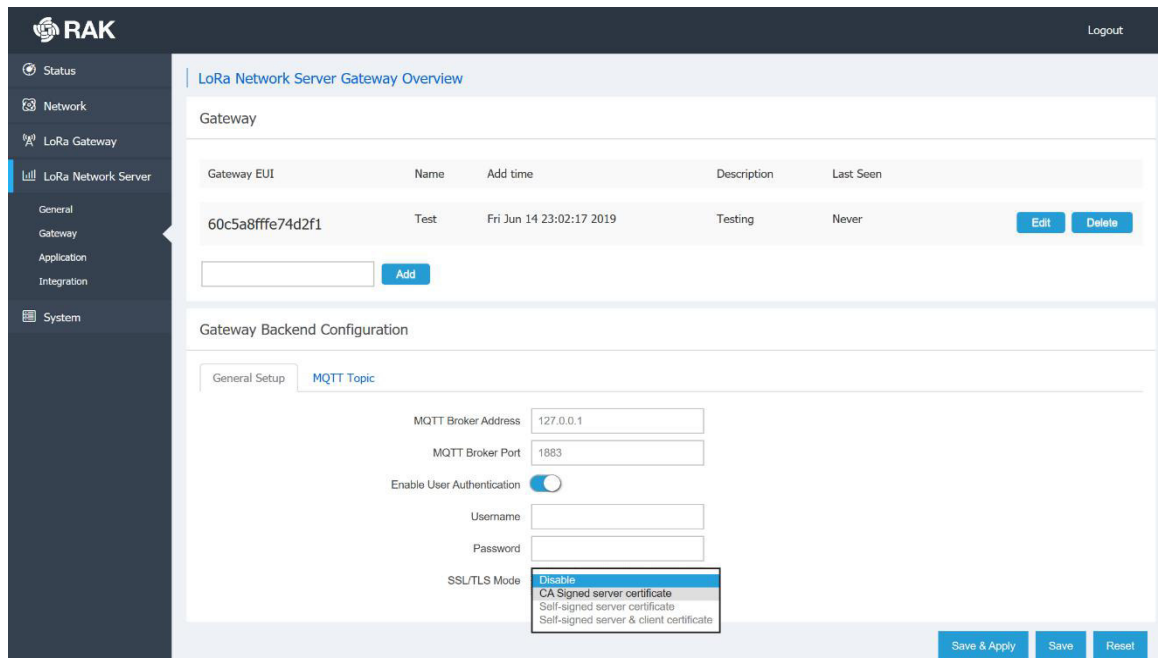 RAK
Logout
Status
Network
LoRa Gateway
LoRa Network Server
General
Gateway
Application
Integration
System
LoRa Network Server Gateway Overview
Gateway
Gateway EUI Name Add time Description Last Seen
60c5a8fffe74d2f1 Test Fri Jun 14 23:02:17 2019 Testing Never Edit Delete
Add
Gateway Backend Configuration
General Setup MQTT Topic
MQTT Broker Address 127.0.0.1
MQTT Broker Port 1883
Enable User Authentication
Username
Password
SSL/TLS Mode Disable
CA Signed server certificate
Self-signed server certificate
Self-signed server & client certificate
Save & Apply Save Reset